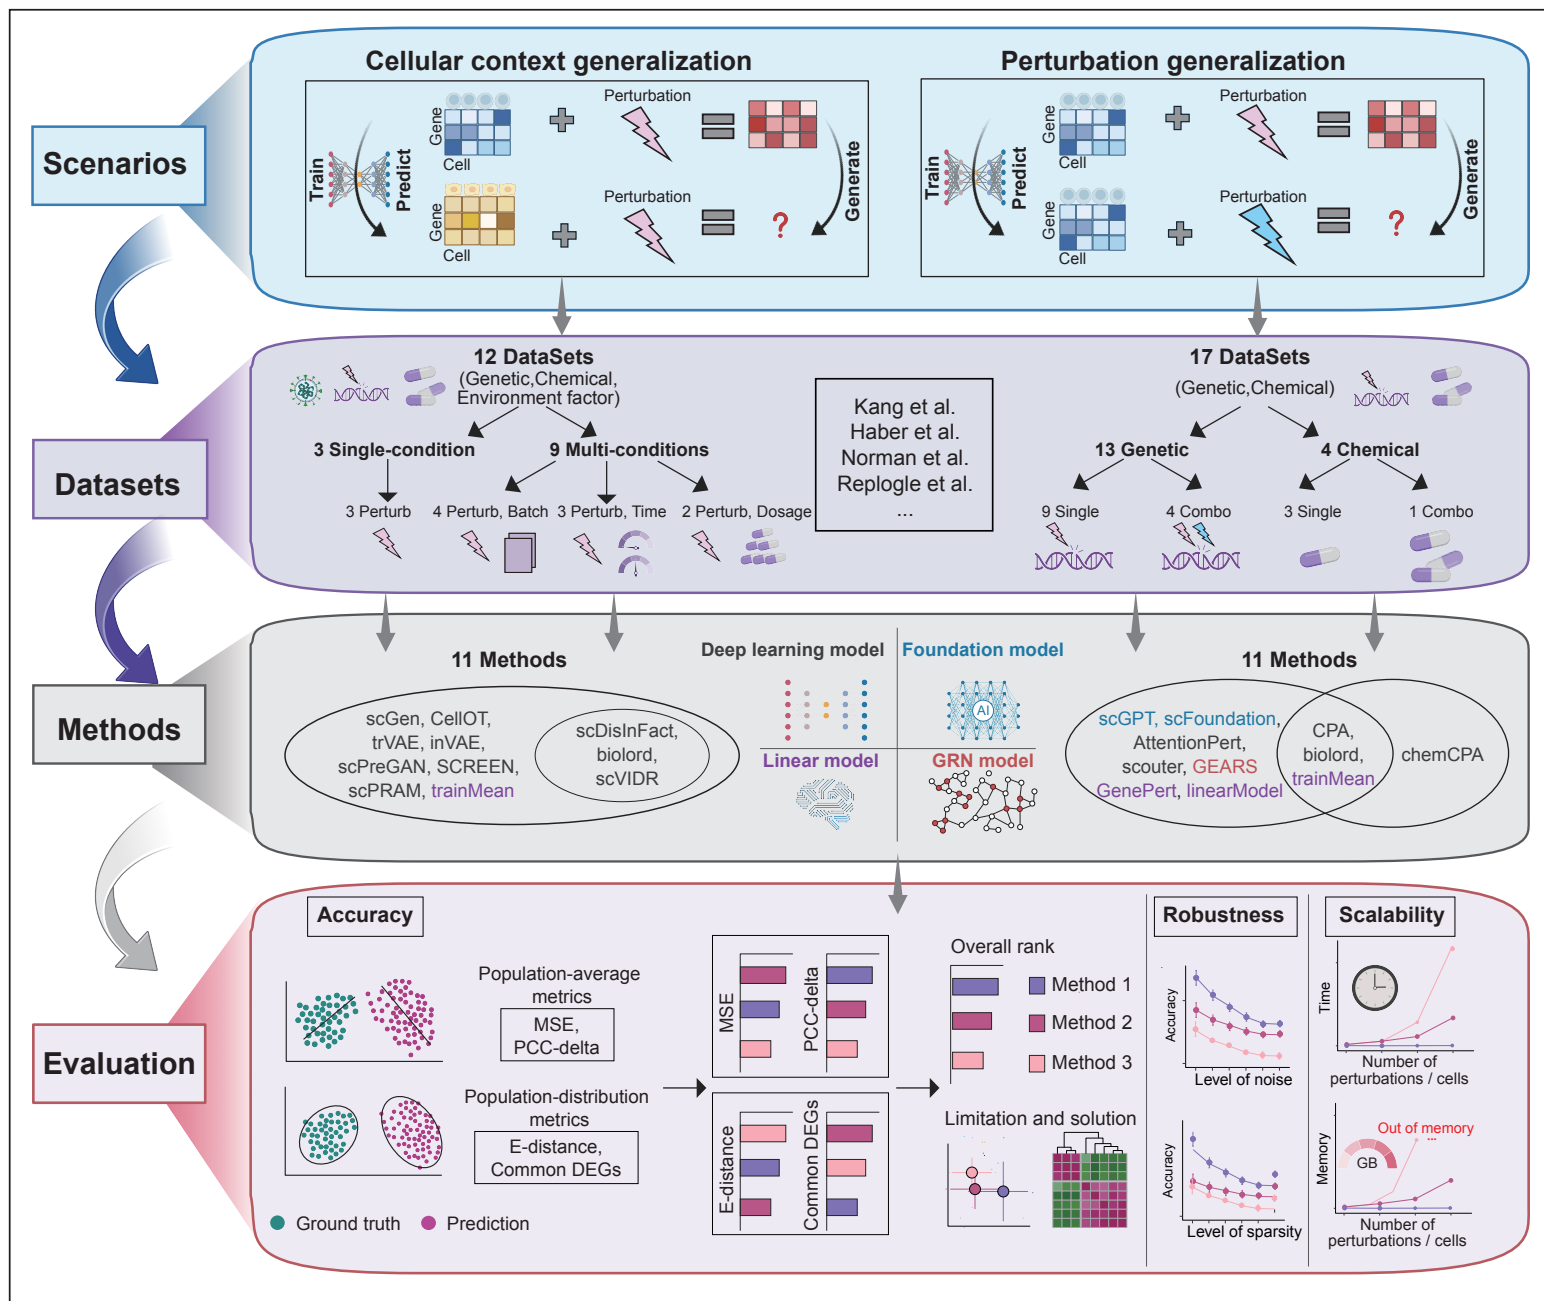 Scenarios
Cellular context generalization
Train
Predict
Gene
Cell
Perturbation
Gene
Cell
Perturbation
?
Generate
Perturbation generalization
Train
Predict
Gene
Cell
Perturbation
Gene
Cell
Perturbation
?
Generate
Datasets
12 DataSets
(Genetic,Chemical,
Environment factor)
3 Single-condition
9 Multi-conditions
3 Perturb
4 Perturb, Batch
3 Perturb, Time
2 Perturb, Dosage
Kang et al.
Haber et al.
Norman et al.
Replogle et al.
...
17 DataSets
(Genetic,Chemical)
13 Genetic
4 Chemical
9 Single
4 Combo
3 Single
1 Combo
Methods
11 Methods
scGen, CellOT,
trVAE, inVAE,
scPreGAN, SCREEN,
scPRAM, trainMean
scDisInFact,
biolord,
scVIDR
Deep learning model
Foundation model
AI
Linear model
GRN model
11 Methods
scGPT, scFoundation,
AttentionPert,
scouter, GEARS
GenePert, linearModel
CPA,
biolord,
trainMean
chemCPA
Evaluation
Accuracy
Population-average
metrics
MSE,
PCC-delta
Population-distribution
metrics
E-distance,
Common DEGs
Ground truth
Prediction
MSE
PCC-delta
E-distance
Common DEGs
Overall rank
Method 1
Method 2
Method 3
Limitation and solution
Robustness
Accuracy
Level of noise
Accuracy
Level of sparsity
Scalability
Time
Number of
perturbations / cells
Memory
Out of memory
...
GB
Number of
perturbations / cells